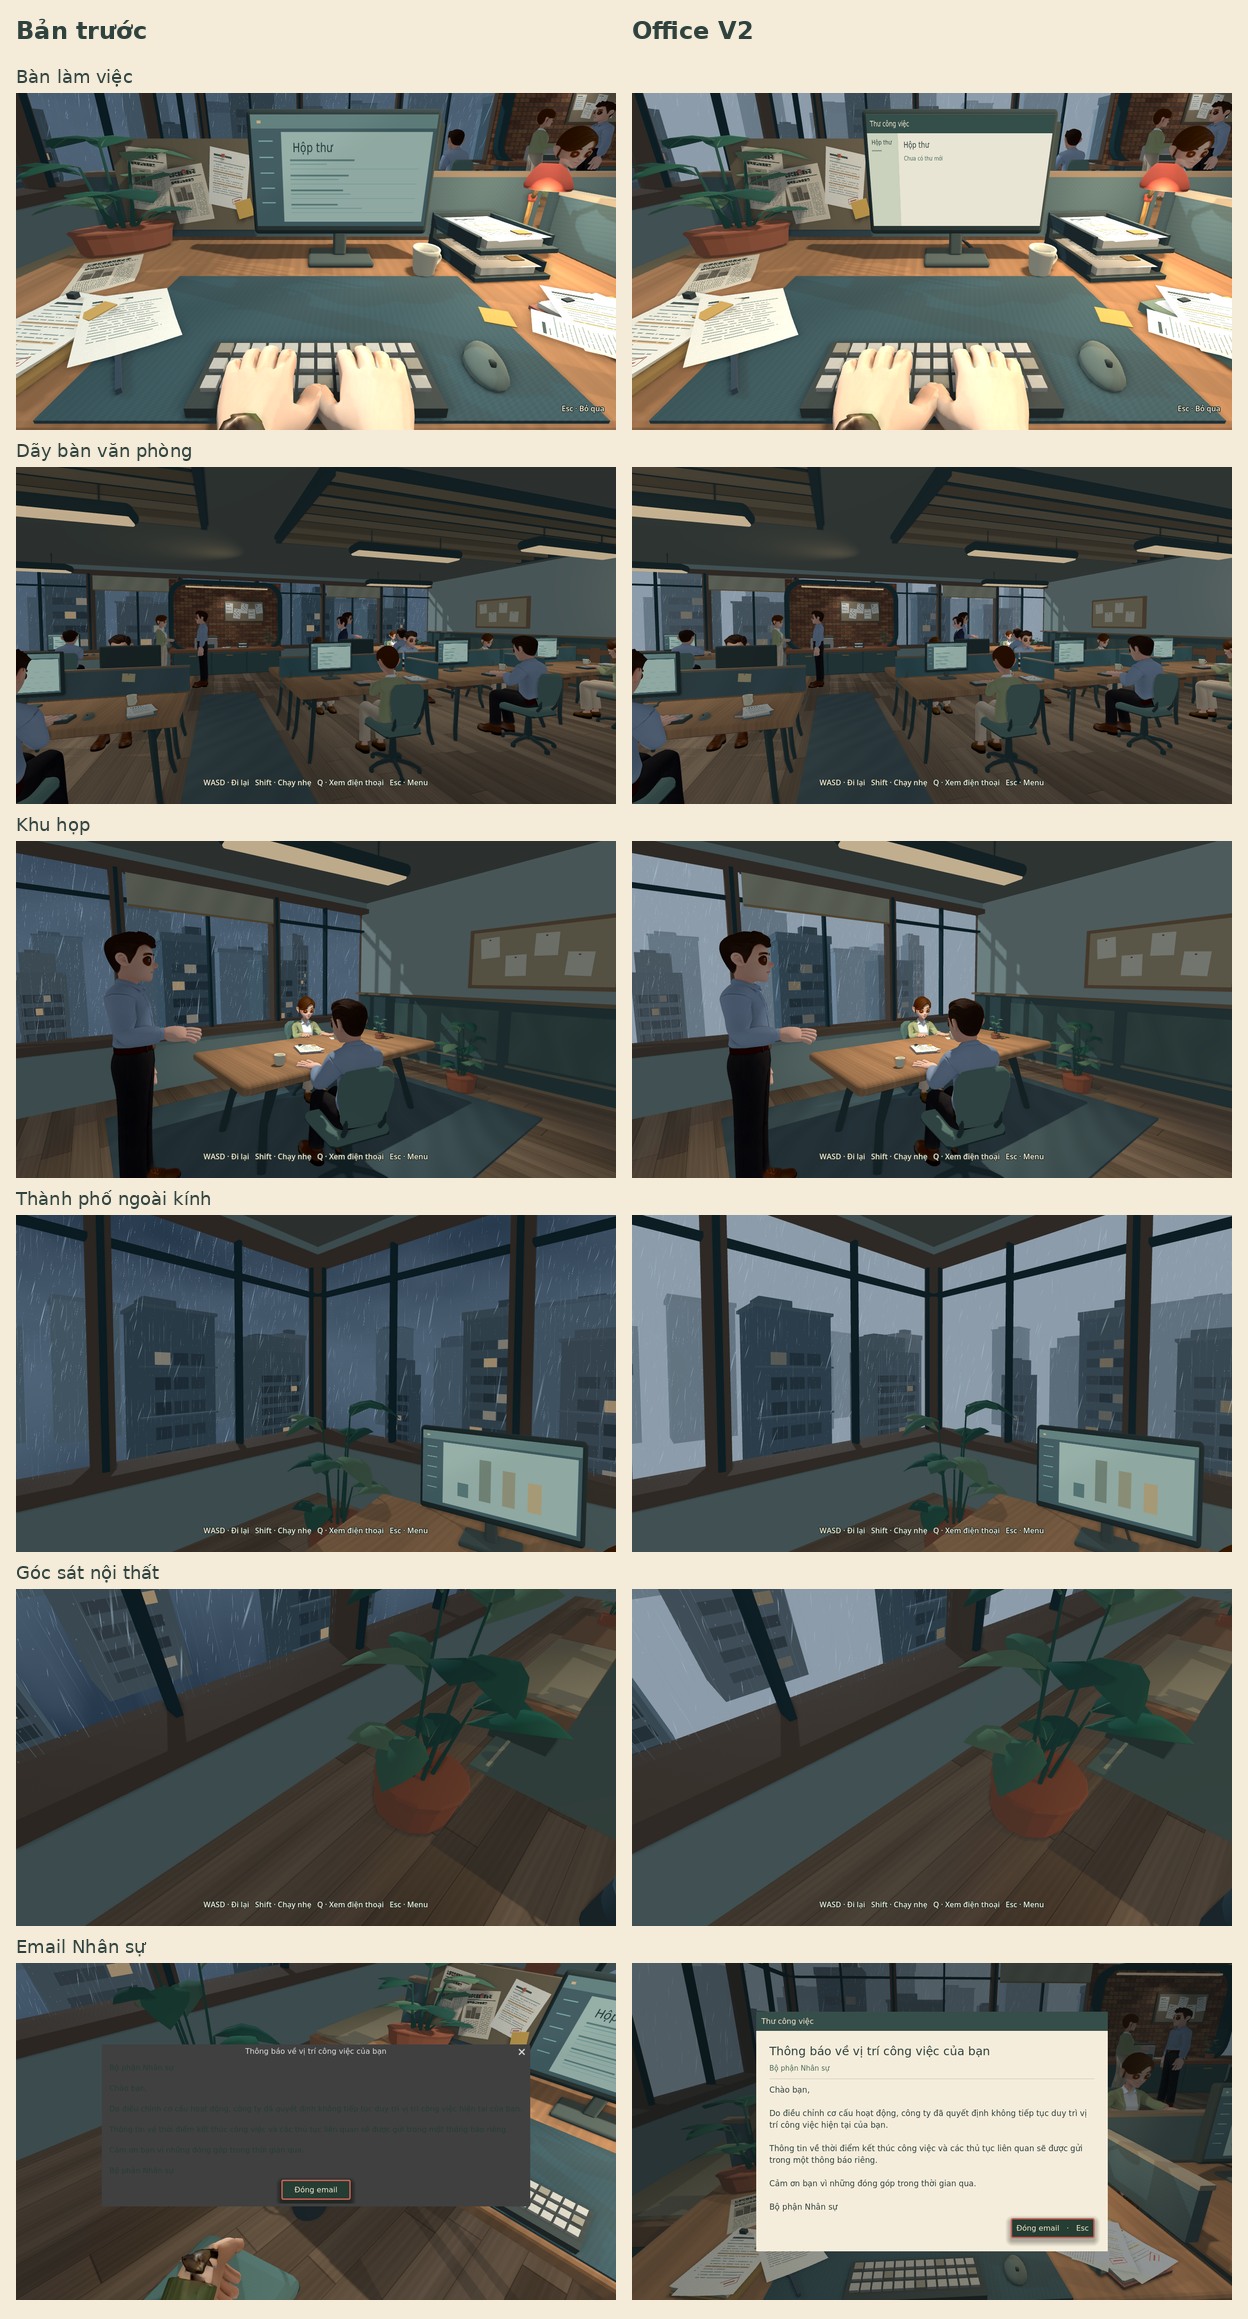 Bản trước
Office V2
Bàn làm việc
Hộp thư
Esc · Bỏ qua
Thư công việc
Hộp thư
Hộp thư
Chưa có thư mới
Esc · Bỏ qua
Dãy bàn văn phòng
WASD · Đi lại Shift · Chạy nhẹ Q · Xem điện thoại Esc · Menu
WASD · Đi lại Shift · Chạy nhẹ Q · Xem điện thoại Esc · Menu
Khu họp
WASD · Đi lại Shift · Chạy nhẹ Q · Xem điện thoại Esc · Menu
WASD · Đi lại Shift · Chạy nhẹ Q · Xem điện thoại Esc · Menu
Thành phố ngoài kính
WASD · Đi lại Shift · Chạy nhẹ Q · Xem điện thoại Esc · Menu
WASD · Đi lại Shift · Chạy nhẹ Q · Xem điện thoại Esc · Menu
Góc sát nội thất
WASD · Đi lại Shift · Chạy nhẹ Q · Xem điện thoại Esc · Menu
WASD · Đi lại Shift · Chạy nhẹ Q · Xem điện thoại Esc · Menu
Email Nhân sự
Hộp
Thông báo về vị trí công việc của bạn
Bộ phận Nhân sự
Chào bạn,
Bộ phận Nhân sự
Đóng email
Thư công việc
Thông báo về vị trí công việc của bạn
Bộ phận Nhân sự
Chào bạn,
Do điều chỉnh cơ cấu hoạt động, công ty đã quyết định không tiếp tục duy trì vị
trí công việc hiện tại của bạn.
Thông tin về thời điểm kết thúc công việc và các thủ tục liên quan sẽ được gửi
trong một thông báo riêng.
Cảm ơn bạn vì những đóng góp trong thời gian qua.
Bộ phận Nhân sự
Đóng email · Esc